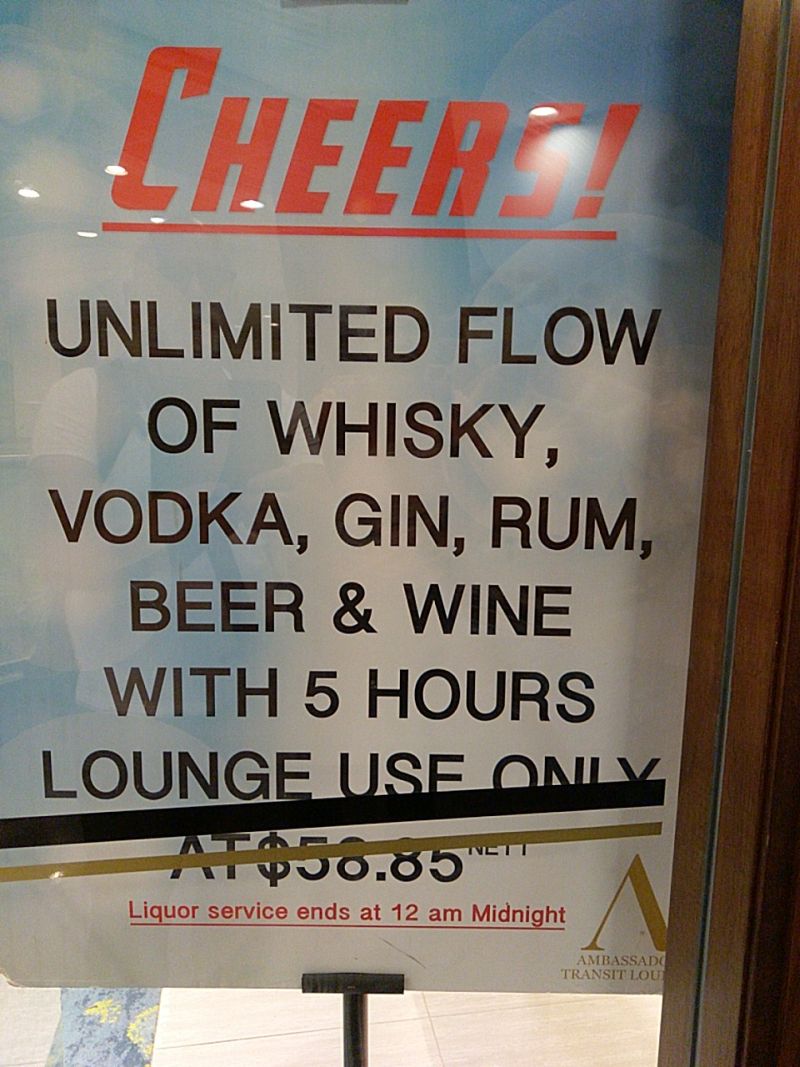 CHEERS!
UNLIMITED FLOW
OF WHISKY,
VODKA, GIN, RUM,
BEER & WINE
WITH 5 HOURS
LOUNGE USE ONLY
AT $58.85 NETT
Liquor service ends at 12 am Midnight
A
AMBASSADO
TRANSIT LOU